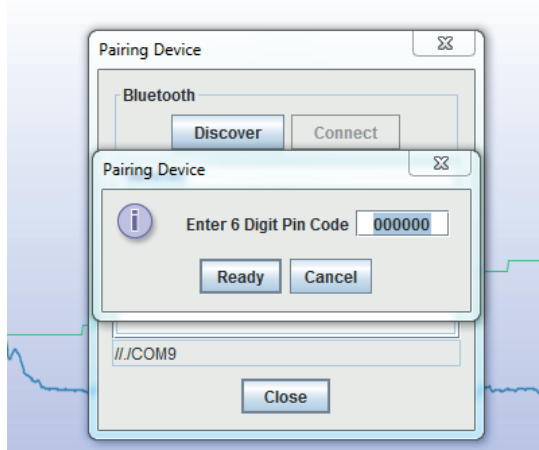 Pairing Device
Bluetooth
Discover Connect
Pairing Device
Enter 6 Digit Pin Code 000000
Ready Cancel
//./COM9
Close